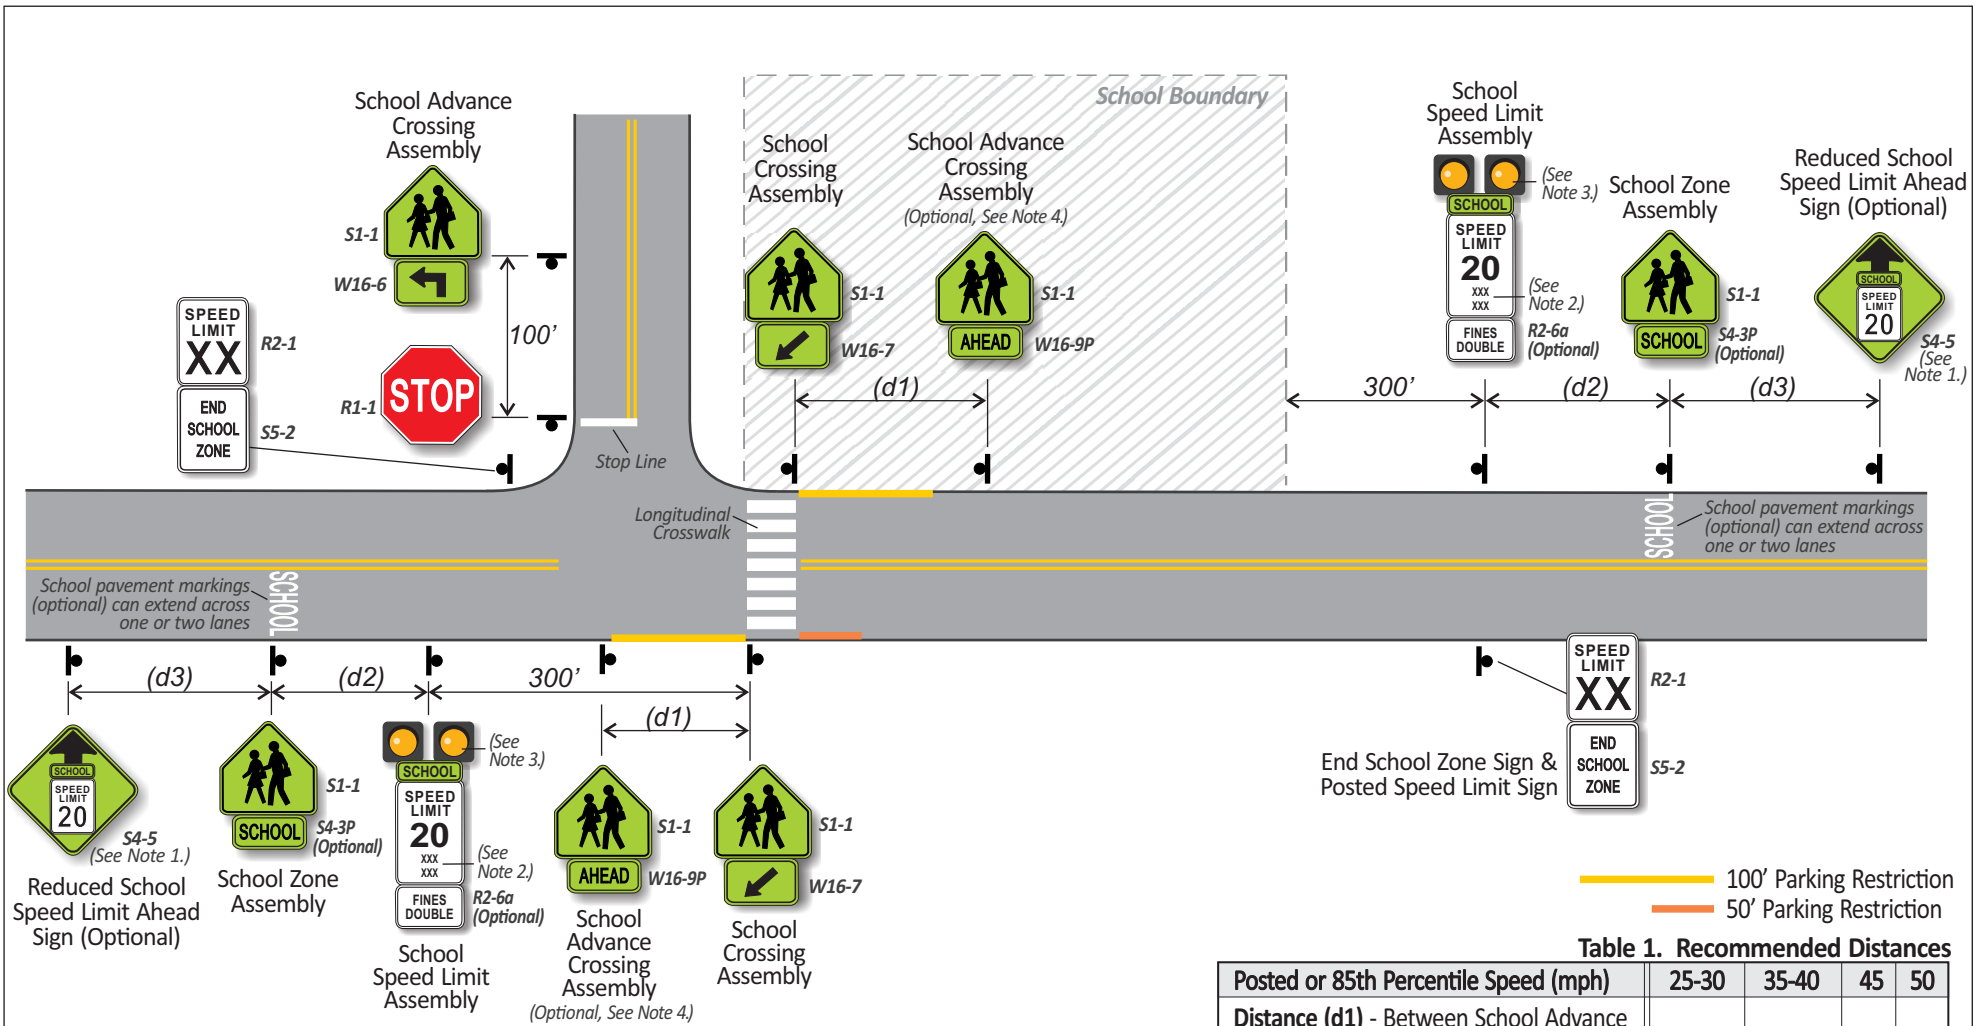 School Advance
Crossing
Assembly
S1-1
W16-6
100’
STOP
R1-1
SPEED
LIMIT
XX
R2-1
END
SCHOOL
ZONE
S5-2
Stop Line
School Boundary
School
Crossing
Assembly
S1-1
W16-7
School Advance
Crossing
Assembly
(Optional, See Note 4.)
S1-1
AHEAD
W16-9P
(d1)
300’
School
Speed Limit
Assembly
(See
Note 3.)
SCHOOL
SPEED
LIMIT
20
XXX
XXX
(See
Note 2.)
FINES
DOUBLE
R2-6a
(Optional)
(d2)
School Zone
Assembly
S1-1
SCHOOL
S4-3P
(Optional)
(d3)
Reduced School
Speed Limit Ahead
Sign (Optional)
SCHOOL
SPEED
LIMIT
20
S4-5
(See
Note 1.)
Longitudinal
Crosswalk
SCHOOL
School pavement markings
(optional) can extend across
one or two lanes
School pavement markings
(optional) can extend across
one or two lanes
SCHOOL
(d3)
(d2)
300’
(d1)
SCHOOL
SPEED
LIMIT
20
S4-5
(See Note 1.)
Reduced School
Speed Limit Ahead
Sign (Optional)
S1-1
SCHOOL
S4-3P
(Optional)
School Zone
Assembly
(See
Note 3.)
SCHOOL
SPEED
LIMIT
20
XXX
XXX
(See
Note 2.)
FINES
DOUBLE
R2-6a
(Optional)
School
Speed Limit
Assembly
S1-1
AHEAD
W16-9P
School
Advance
Crossing
Assembly
(Optional, See Note 4.)
S1-1
W16-7
School
Crossing
Assembly
SPEED
LIMIT
XX
R2-1
END
SCHOOL
ZONE
S5-2
End School Zone Sign &
Posted Speed Limit Sign
100’ Parking Restriction
50’ Parking Restriction
Table 1. Recommended Distances
Posted or 85th Percentile Speed (mph) 25-30 35-40 45 50
Distance (d1) - Between School Advance